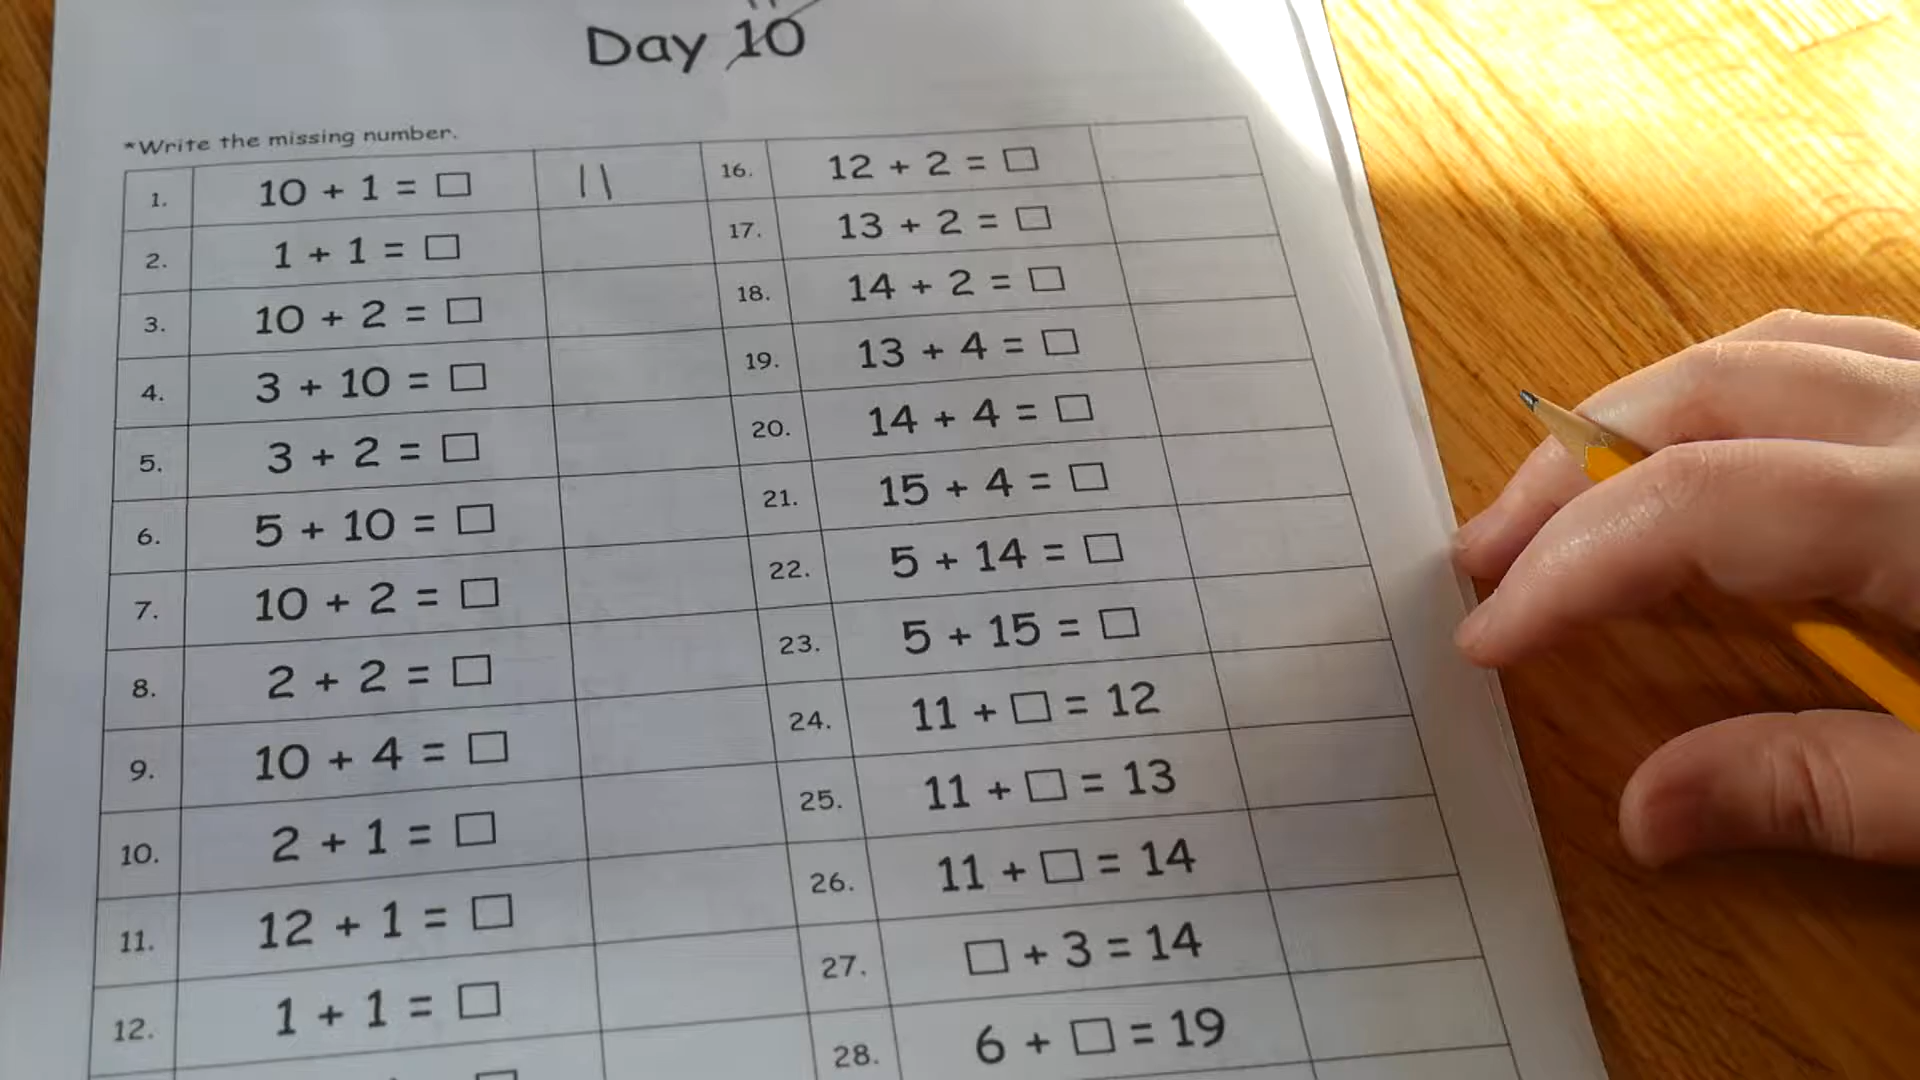 Day 10
*Write the missing number.
1. 10 + 1 = □ 11
2. 1 + 1 = □
3. 10 + 2 = □
4. 3 + 10 = □
5. 3 + 2 = □
6. 5 + 10 = □
7. 10 + 2 = □
8. 2 + 2 = □
9. 10 + 4 = □
10. 2 + 1 = □
11. 12 + 1 = □
12. 1 + 1 = □
16. 12 + 2 = □
17. 13 + 2 = □
18. 14 + 2 = □
19. 13 + 4 = □
20. 14 + 4 = □
21. 15 + 4 = □
22. 5 + 14 = □
23. 5 + 15 = □
24. 11 + □ = 12
25. 11 + □ = 13
26. 11 + □ = 14
27. □ + 3 = 14
28. 6 + □ = 19